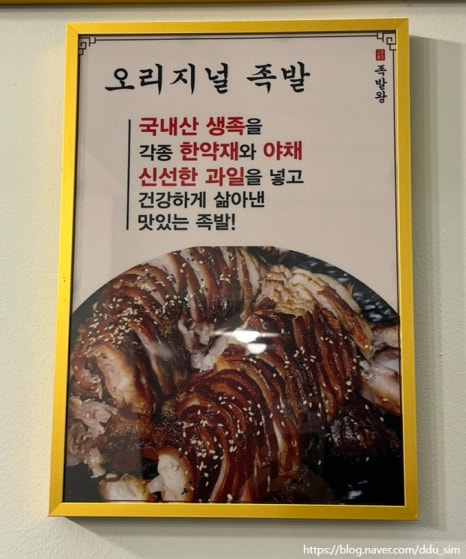 오리지널 족발
족발왕
국내산 생족을
각종 한약재와 야채
신선한 과일을 넣고
건강하게 삶아낸
맛있는 족발!
https://blog.naver.com/ddu_sim